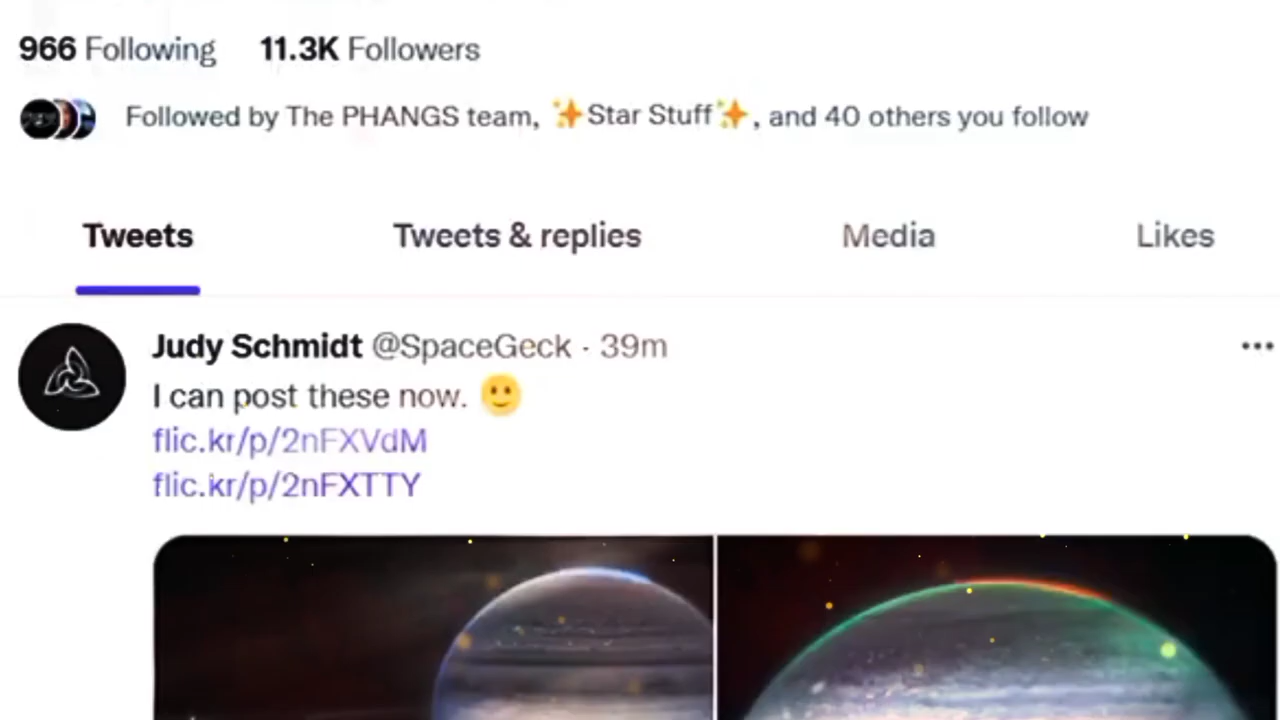 966 Following 11.3K Followers
Followed by The PHANGS team, ✨Star Stuff✨, and 40 others you follow
Tweets Tweets & replies Media Likes
Judy Schmidt @SpaceGeck · 39m
I can post these now. 🙂
flic.kr/p/2nFXVdM
flic.kr/p/2nFXTTY